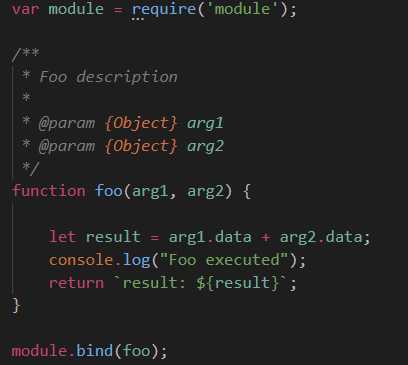 var module = require('module');
/**
* Foo description
*
* @param {Object} arg1
* @param {Object} arg2
*/
function foo(arg1, arg2) {
let result = arg1.data + arg2.data;
console.log("Foo executed");
return `result: ${result}`;
}
module.bind(foo);